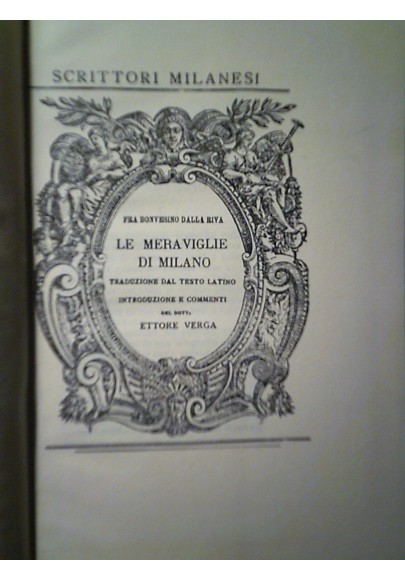 SCRITTORI MILANESI
FRA BONVESINO DALLA RIVA
LE MERAVIGLIE
DI MILANO
TRADUZIONE DAL TESTO LATINO
INTRODUZIONE E COMMENTI
DEL DOTT.
ETTORE VERGA